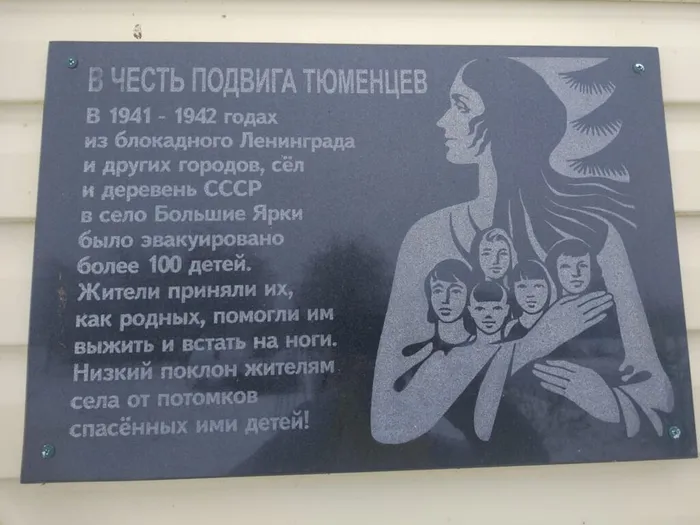 В ЧЕСТЬ ПОДВИГА ТЮМЕНЦЕВ
В 1941 - 1942 годах
из блокадного Ленинграда
и других городов, сёл
и деревень СССР
в село Большие Ярки
было эвакуировано
более 100 детей.
Жители приняли их,
как родных, помогли им
выжить и встать на ноги.
Низкий поклон жителям
села от потомков
спасённых ими детей!